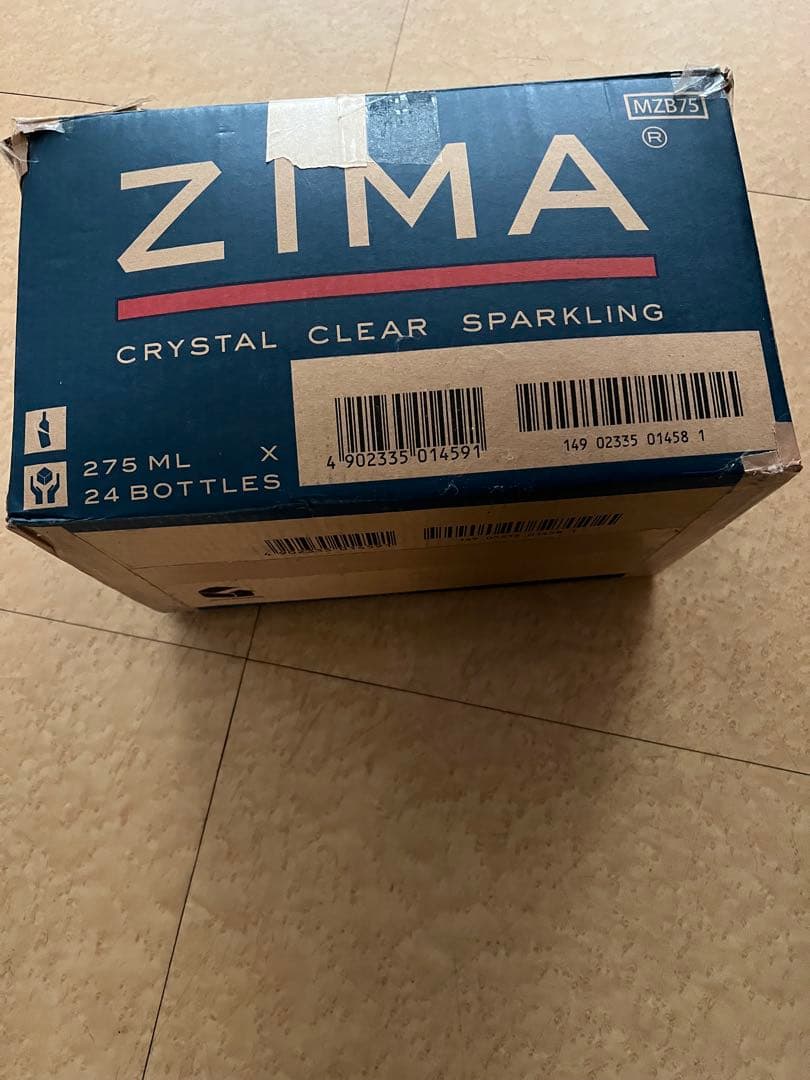 MZB75
ZIMA®
CRYSTAL CLEAR SPARKLING
275 ML X
24 BOTTLES
4 902335 014591
149 02335 01458 1